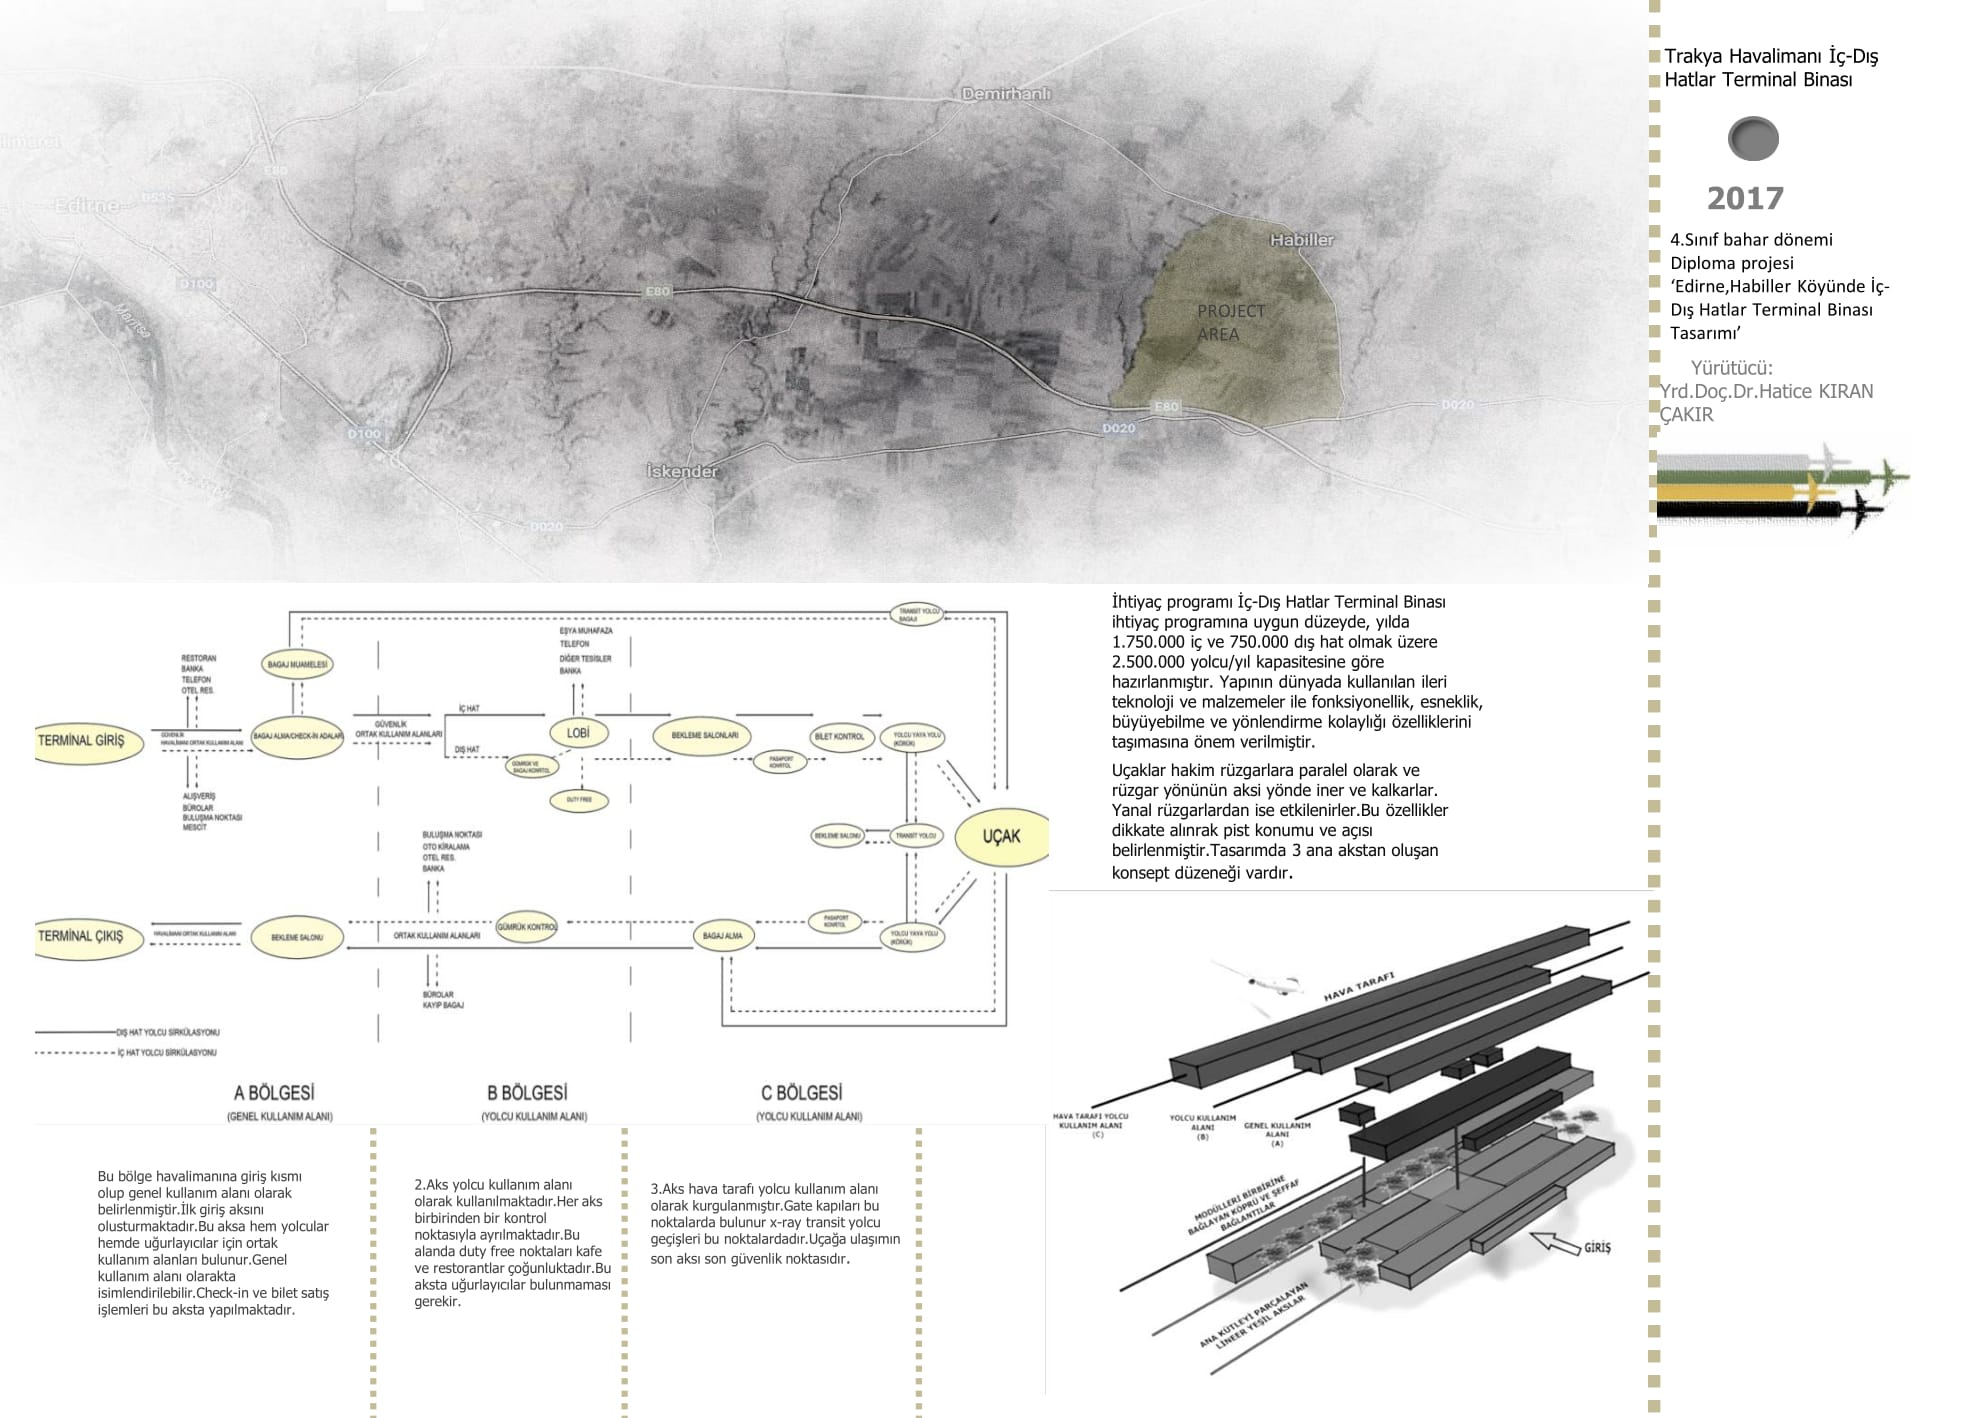 Trakya Havalimanı İç-Dış
Hatlar Terminal Binası
2017
4.Sınıf bahar dönemi
Diploma projesi
‘Edirne,Habiller Köyünde İç-
Dış Hatlar Terminal Binası
Tasarımı’
Yürütücü:
Yrd.Doç.Dr.Hatice KIRAN
ÇAKIR
Demirhanlı
E80
Edirne
D535
Habiller
D100
E80
PROJECT
AREA
Maritsa
E80
D020
D020
D100
İskender
D020
İhtiyaç programı İç-Dış Hatlar Terminal Binası
ihtiyaç programına uygun düzeyde, yılda
1.750.000 iç ve 750.000 dış hat olmak üzere
2.500.000 yolcu/yıl kapasitesine göre
hazırlanmıştır. Yapının dünyada kullanılan ileri
teknoloji ve malzemeler ile fonksiyonellik, esneklik,
büyüyebilme ve yönlendirme kolaylığı özelliklerini
taşımasına önem verilmiştir.
Uçaklar hakim rüzgarlara paralel olarak ve
rüzgar yönünün aksi yönde iner ve kalkarlar.
Yanal rüzgarlardan ise etkilenirler.Bu özellikler
dikkate alınrak pist konumu ve açısı
belirlenmiştir.Tasarımda 3 ana akstan oluşan
konsept düzeneği vardır.
TRANSİT YOLCU
BAGAJI
EŞYA MUHAFAZA
TELEFON
DİĞER TESİSLER
BANKA
RESTORAN
BANKA
TELEFON
OTEL RES.
BAGAJ MUAMELESİ
TERMİNAL GİRİŞ
GÜVENLİK
HAVALİMANI ORTAK KULLANIM ALANI
BAGAJ ALMA/CHECK-IN ADALARI
GÜVENLİK
ORTAK KULLANIM ALANLARI
İÇ HAT
DIŞ HAT
LOBİ
GÜMRÜK VE
BAGAJ KONRTOL
DUTY FREE
BEKLEME SALONLARI
PASAPORT
KONRTOL
BİLET KONTROL
YOLCU YAYA YOLU
(KÖRÜK)
ALIŞVERİŞ
BÜROLAR
BULUŞMA NOKTASI
MESCİT
BEKLEME SALONU
TRANSİT YOLCU
UÇAK
BULUŞMA NOKTASI
OTO KİRALAMA
OTEL RES.
BANKA
TERMİNAL ÇIKIŞ
HAVALİMANI ORTAK KULLANIM ALANI
BEKLEME SALONU
ORTAK KULLANIM ALANLARI
GÜMRÜK KONTROL
BAGAJ ALMA
PASAPORT
KONRTOL
YOLCU YAYA YOLU
(KÖRÜK)
BÜROLAR
KAYIP BAGAJ
DIŞ HAT YOLCU SİRKÜLASYONU
İÇ HAT YOLCU SİRKÜLASYONU
A BÖLGESİ
(GENEL KULLANIM ALANI)
B BÖLGESİ
(YOLCU KULLANIM ALANI)
C BÖLGESİ
(YOLCU KULLANIM ALANI)
Bu bölge havalimanına giriş kısmı
olup genel kullanım alanı olarak
belirlenmiştir.İlk giriş aksını
olusturmaktadır.Bu aksa hem yolcular
hemde uğurlayıcılar için ortak
kullanım alanları bulunur.Genel
kullanım alanı olarakta
isimlendirilebilir.Check-in ve bilet satış
işlemleri bu aksta yapılmaktadır.
2.Aks yolcu kullanım alanı
olarak kullanılmaktadır.Her aks
birbirinden bir kontrol
noktasıyla ayrılmaktadır.Bu
alanda duty free noktaları kafe
ve restorantlar çoğunluktadır.Bu
aksta uğurlayıcılar bulunmaması
gerekir.
3.Aks hava tarafı yolcu kullanım alanı
olarak kurgulanmıştır.Gate kapıları bu
noktalarda bulunur x-ray transit yolcu
geçişleri bu noktalardadır.Uçağa ulaşımın
son aksı son güvenlik noktasıdır.
HAVA TARAFI
HAVA TARAFI YOLCU
KULLANIM ALANI
(C)
YOLCU KULLANIM
ALANI
(B)
GENEL KULLANIM
ALANI
(A)
MODÜLLERİ BİRBİRİNE
BAĞLAYAN KÖPRÜ VE ŞEFFAF
BAĞLANTILAR
GİRİŞ
ANA KÜTLEYİ PARÇALAYAN
LİNEER YEŞİL AKSLAR